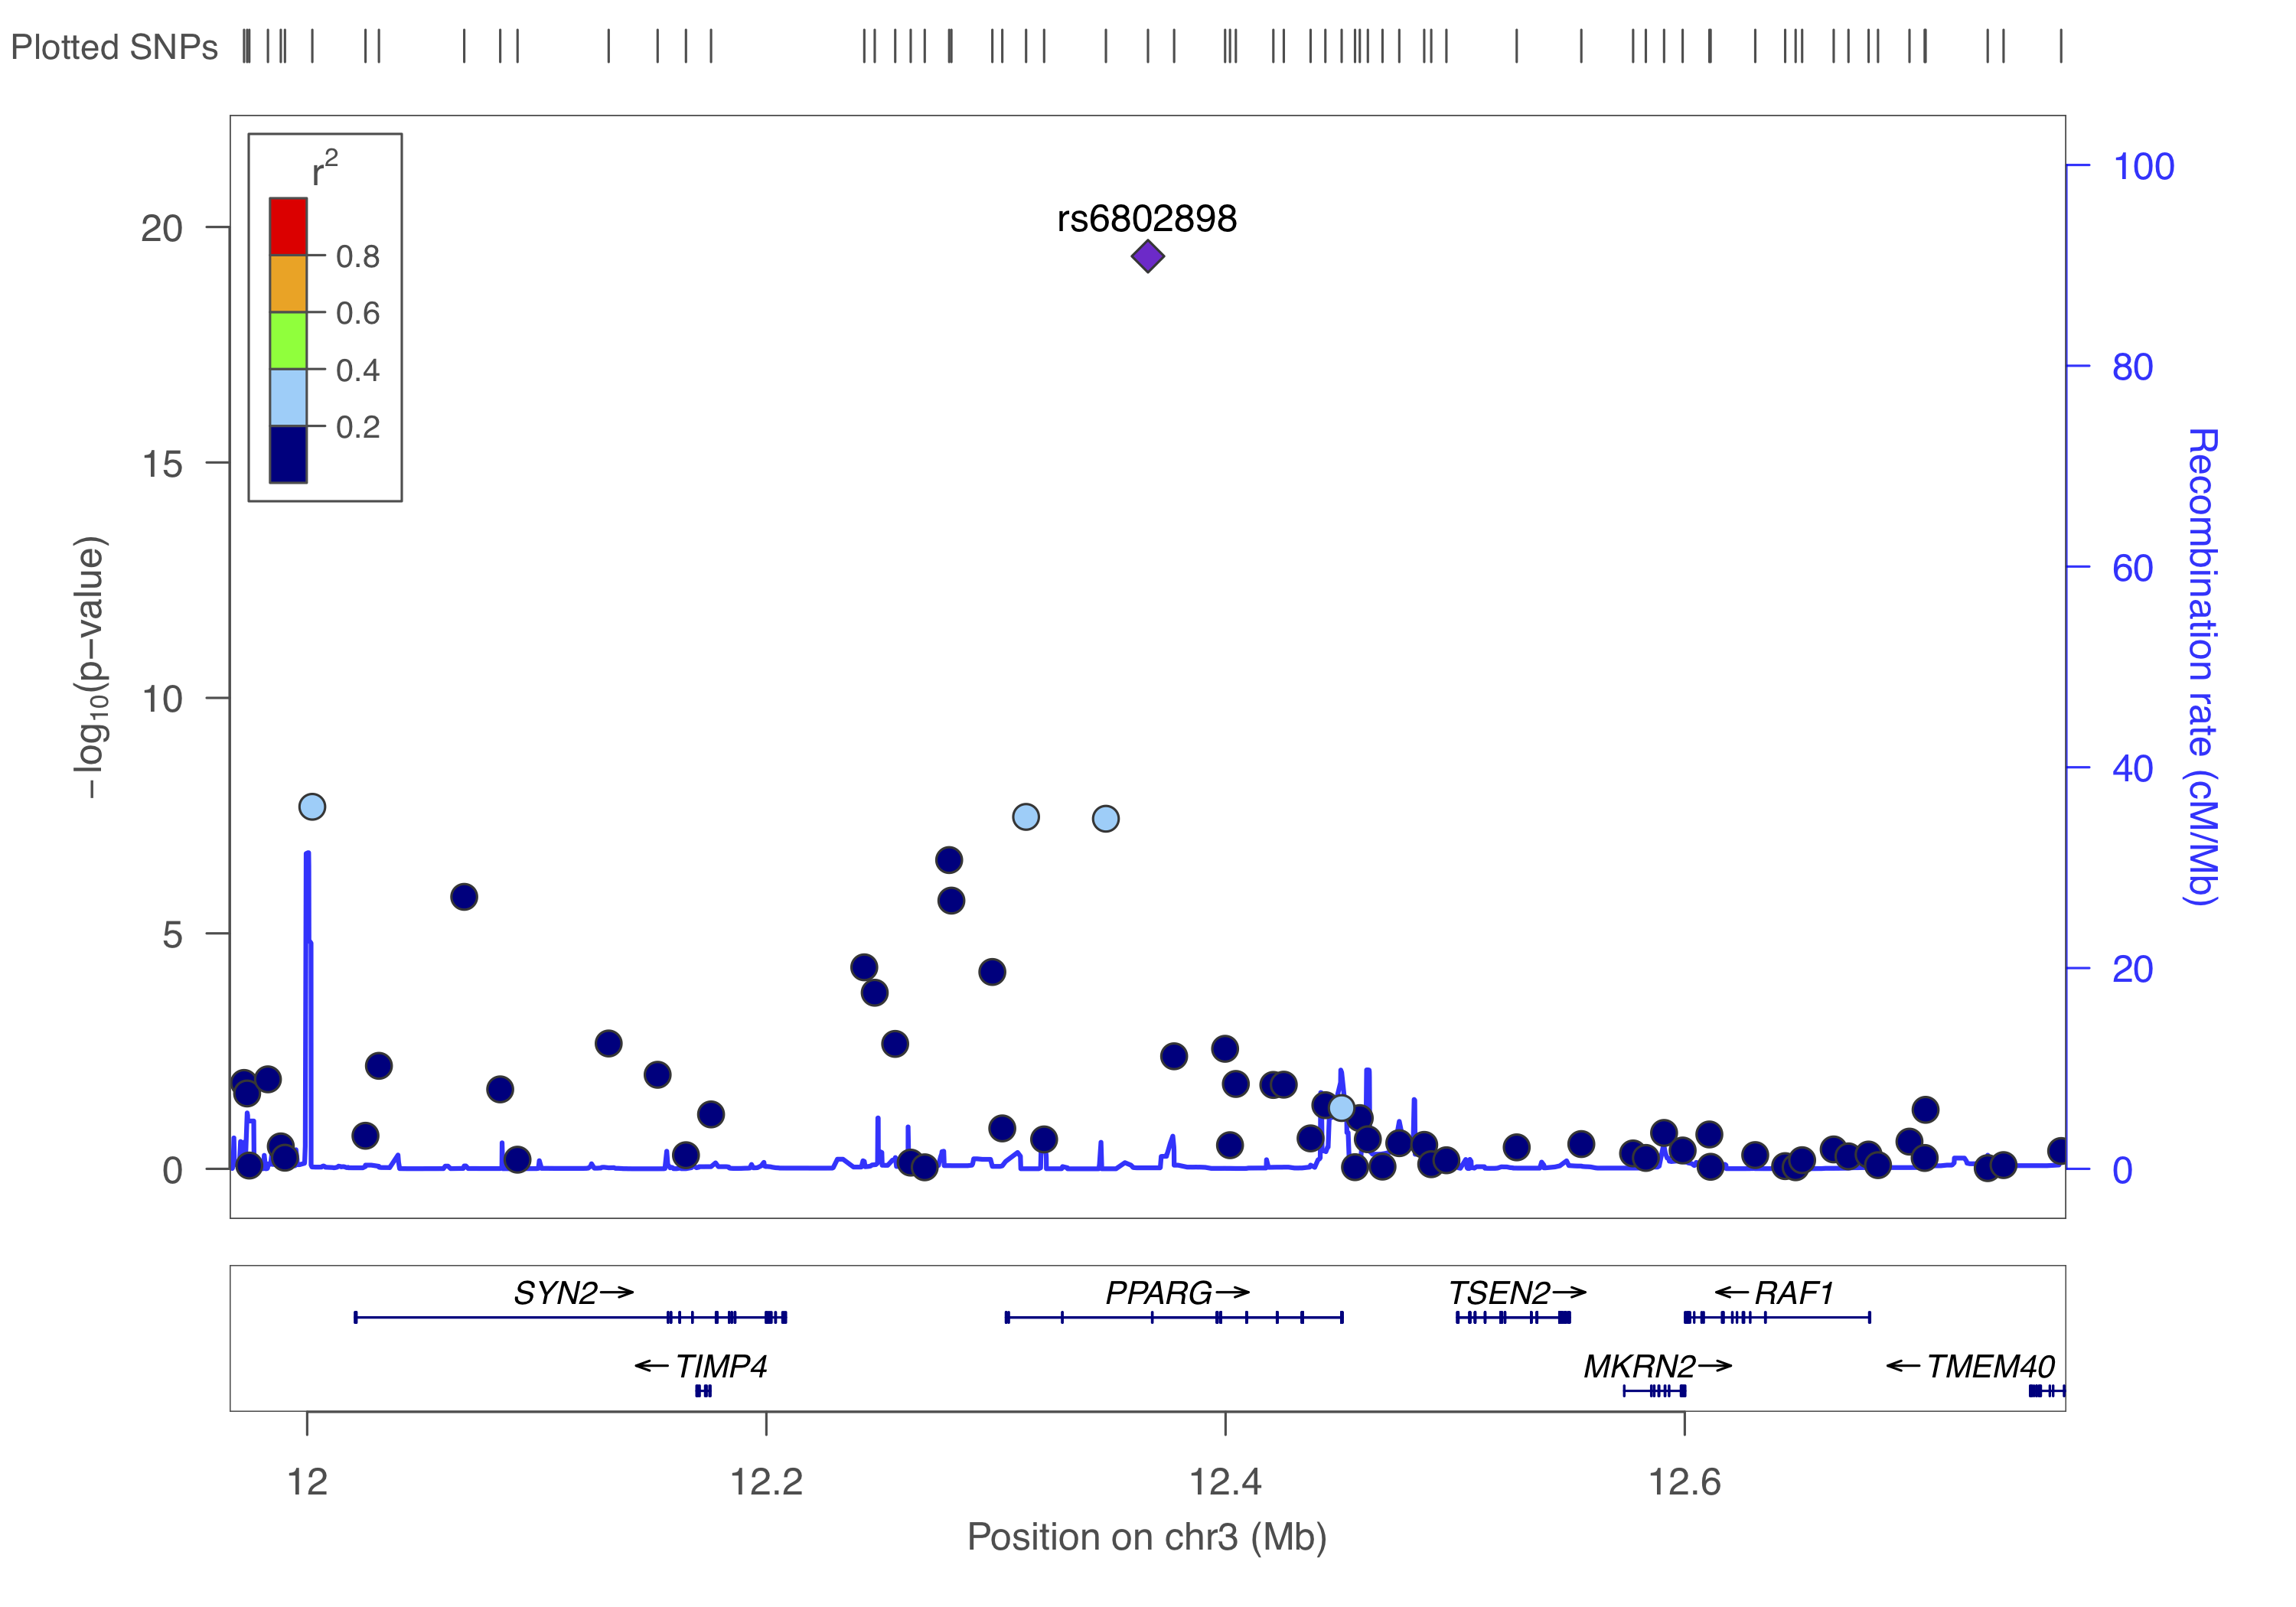 Plotted SNPs
r2
0.8
0.6
0.4
0.2
rs6802898
20
15
10
5
0
−log10(p−value)
100
80
60
40
20
0
Recombination rate (cM/Mb)
SYN2
PPARG
TSEN2
RAF1
TIMP4
MKRN2
TMEM40
12
12.2
12.4
12.6
Position on chr3 (Mb)